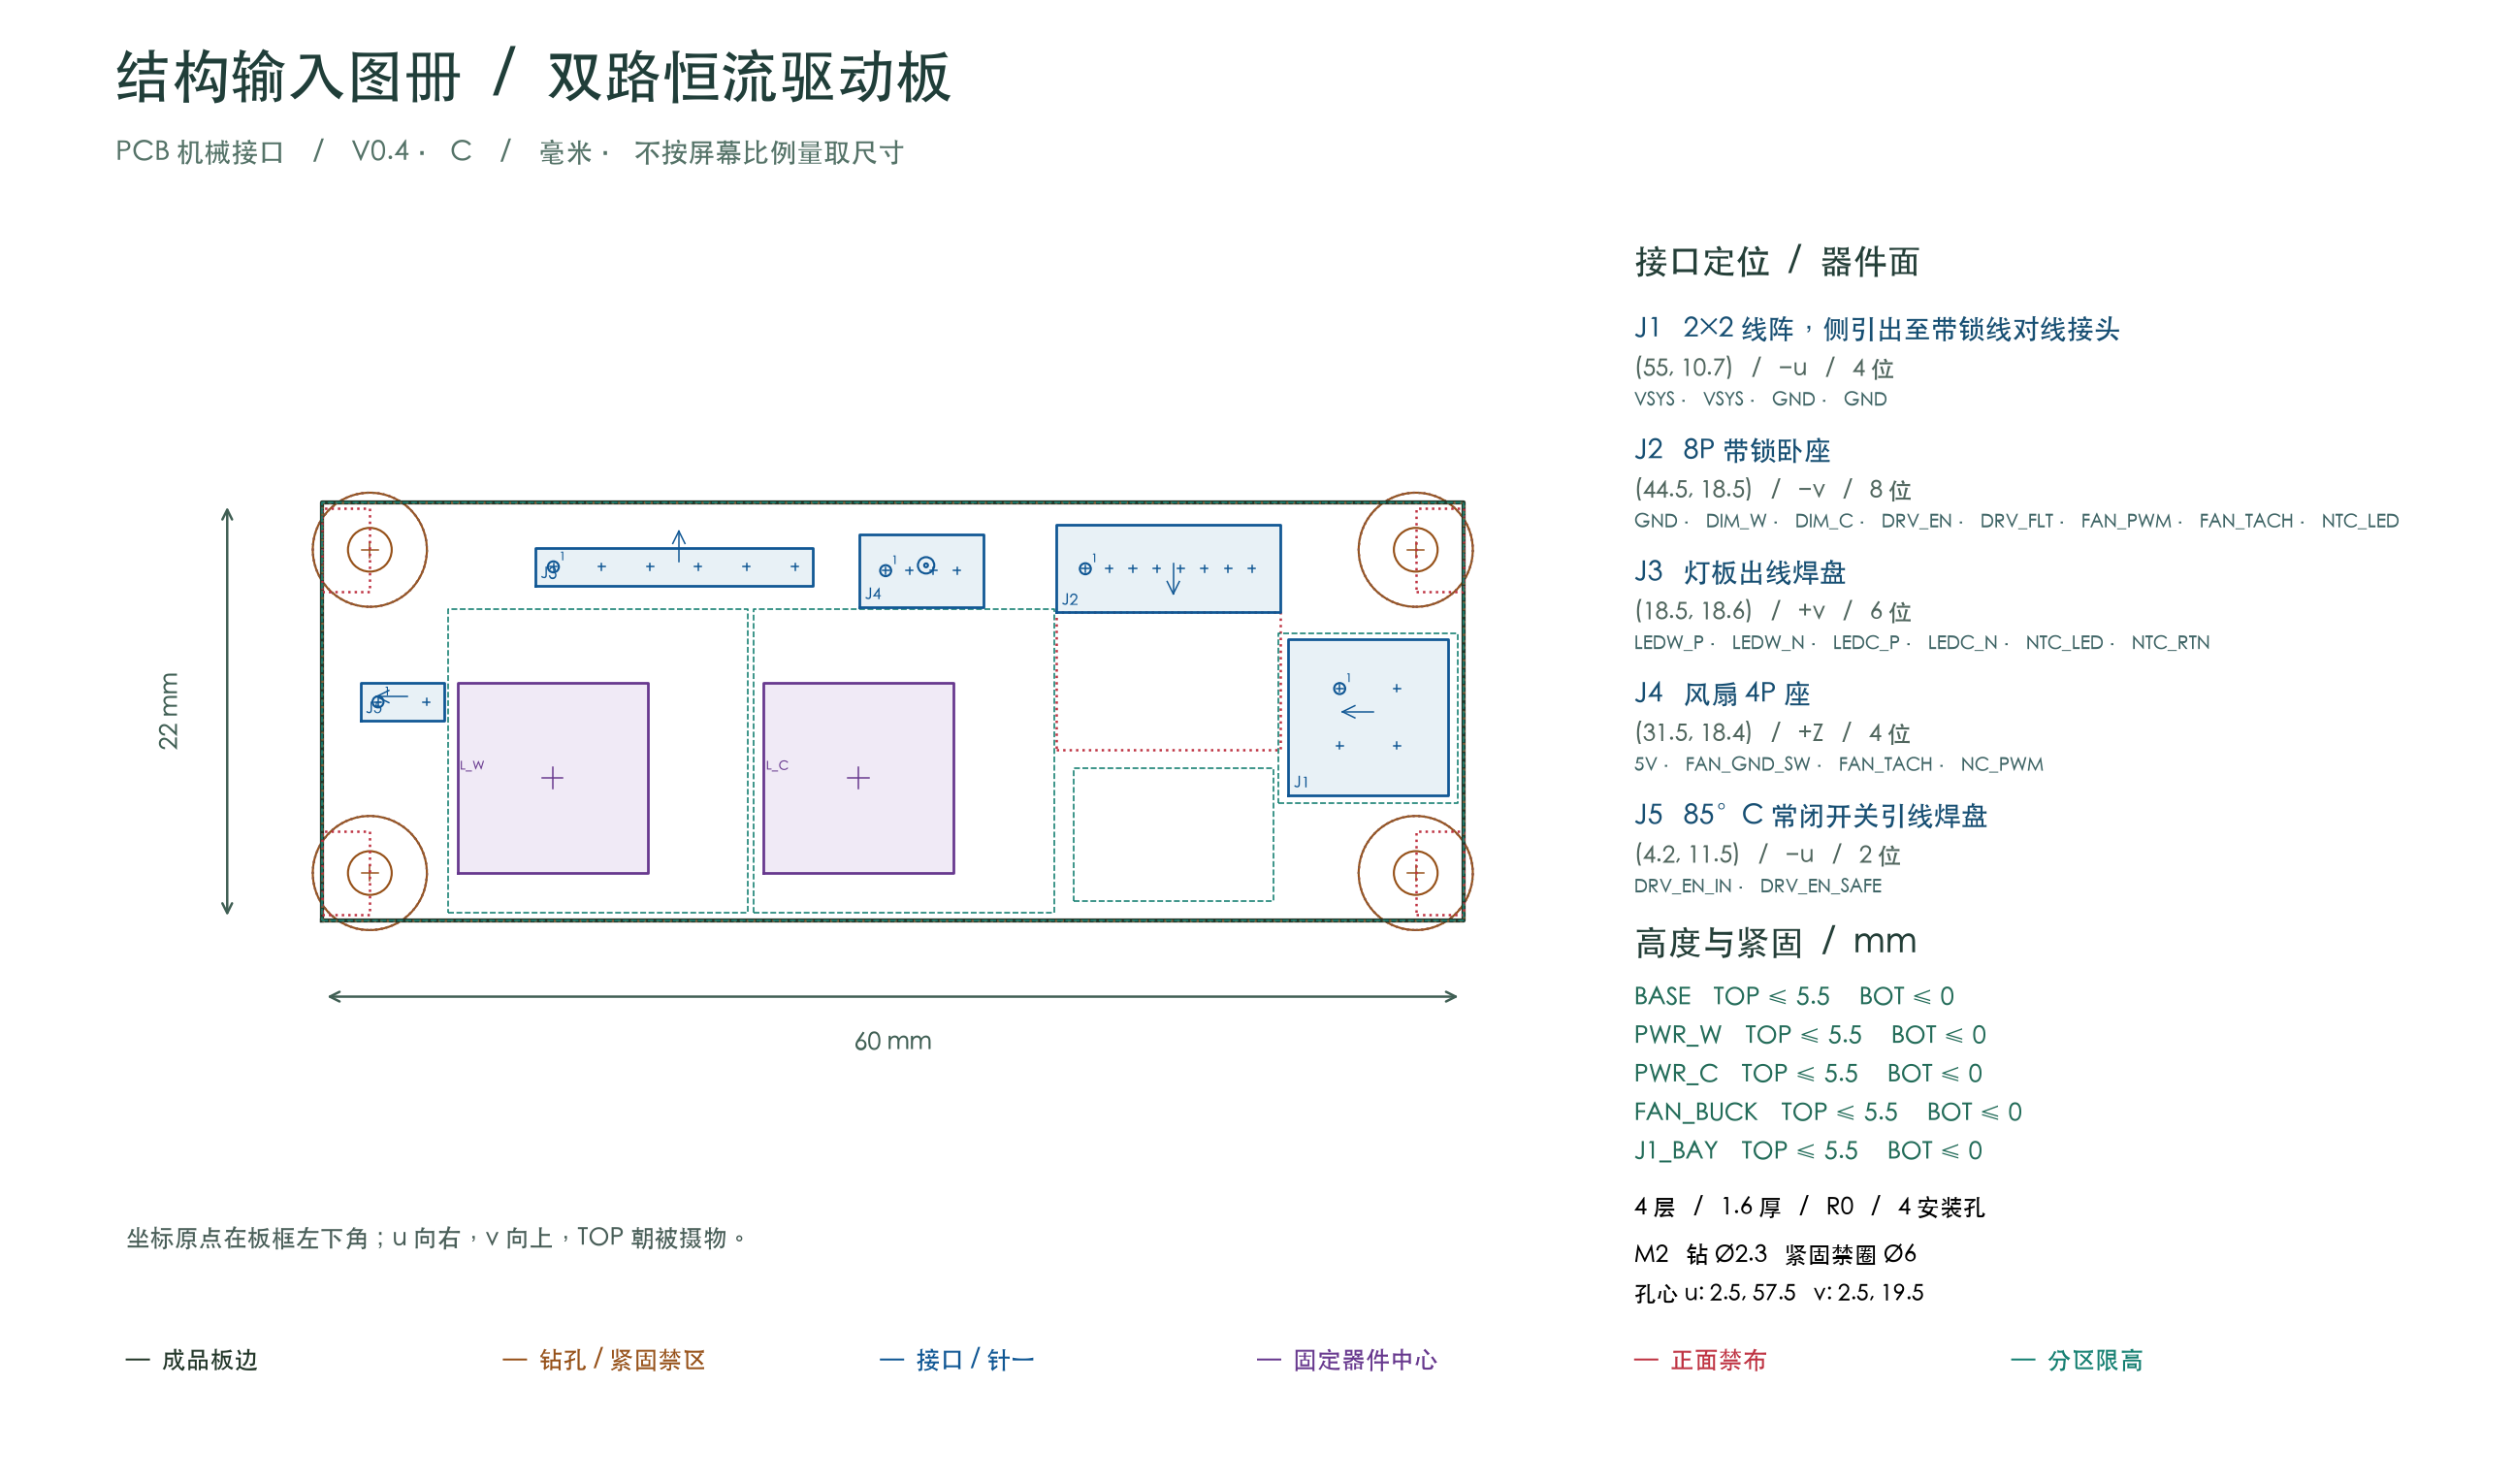 结构输入图册 / 双路恒流驱动板
PCB 机械接口 / V0.4 · C / 毫米 · 不按屏幕比例量取尺寸
接口定位 / 器件面
J1 2×2 线阵，侧引出至带锁线对线接头
(55, 10.7) / −u / 4 位
VSYS · VSYS · GND · GND
J2 8P 带锁卧座
(44.5, 18.5) / −v / 8 位
GND · DIM_W · DIM_C · DRV_EN · DRV_FLT · FAN_PWM · FAN_TACH · NTC_LED
J3 灯板出线焊盘
(18.5, 18.6) / +v / 6 位
LEDW_P · LEDW_N · LEDC_P · LEDC_N · NTC_LED · NTC_RTN
J4 风扇 4P 座
(31.5, 18.4) / +Z / 4 位
5V · FAN_GND_SW · FAN_TACH · NC_PWM
J5 85° C 常闭开关引线焊盘
(4.2, 11.5) / −u / 2 位
DRV_EN_IN · DRV_EN_SAFE
高度与紧固 / mm
BASE TOP ≤ 5.5 BOT ≤ 0
PWR_W TOP ≤ 5.5 BOT ≤ 0
PWR_C TOP ≤ 5.5 BOT ≤ 0
FAN_BUCK TOP ≤ 5.5 BOT ≤ 0
J1_BAY TOP ≤ 5.5 BOT ≤ 0
4 层 / 1.6 厚 / R0 / 4 安装孔
M2 钻 Ø2.3 紧固禁圈 Ø6
孔心 u: 2.5, 57.5 v: 2.5, 19.5
J3 1
J4 1
J2 1
J5 1
J1 1
L_W
L_C
22 mm
60 mm
坐标原点在板框左下角；u 向右，v 向上，TOP 朝被摄物。
成品板边
钻孔 / 紧固禁区
接口 / 针一
固定器件中心
正面禁布
分区限高